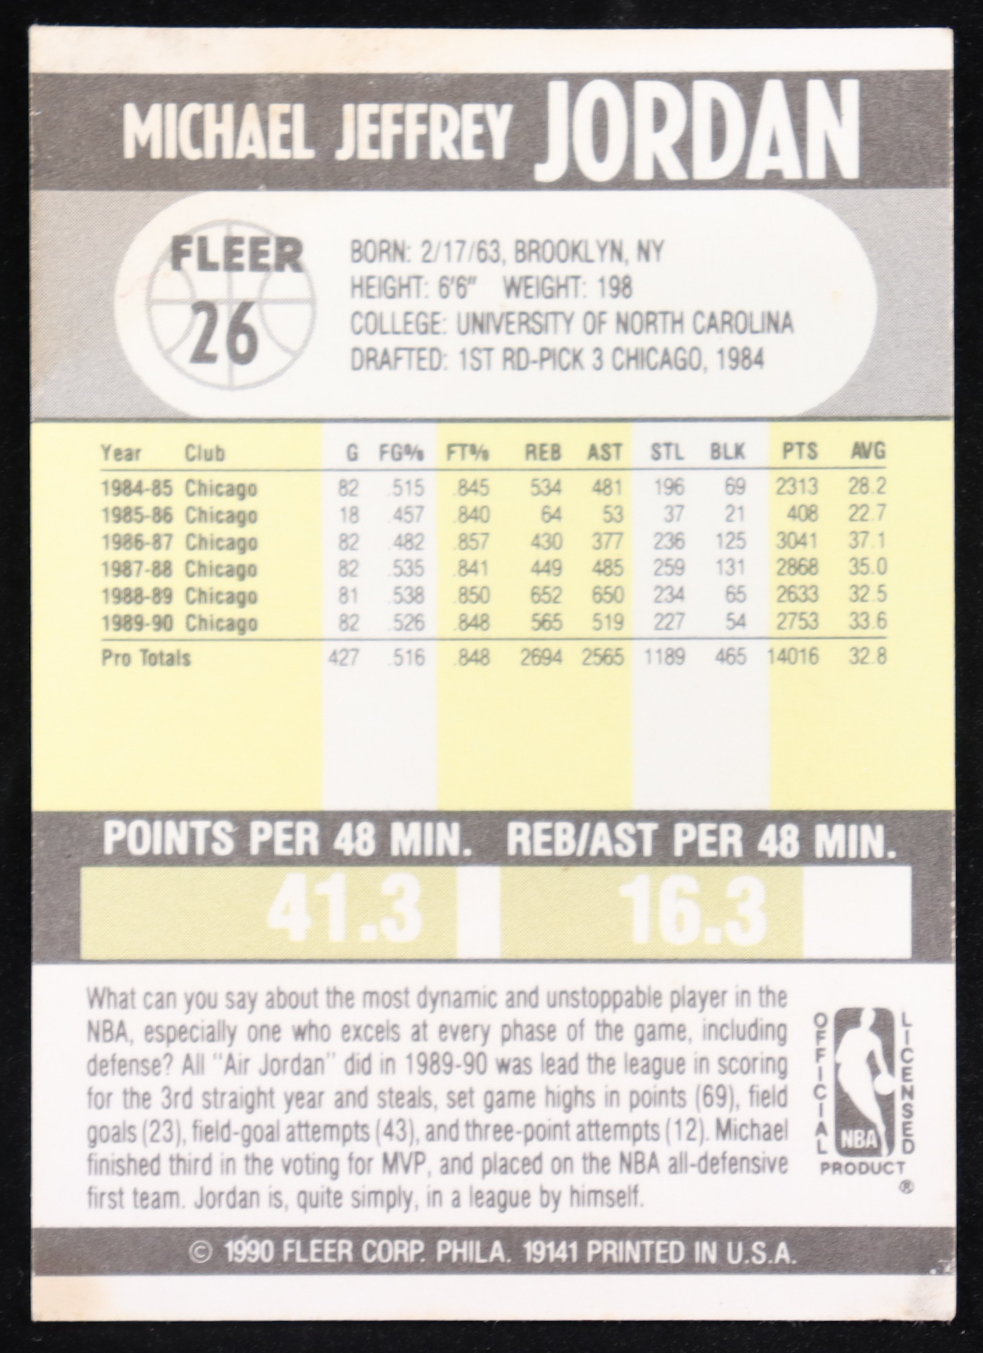 MICHAEL JEFFREY JORDAN
FLEER
26
BORN: 2/17/63, BROOKLYN, NY
HEIGHT: 6'6" WEIGHT: 198
COLLEGE: UNIVERSITY OF NORTH CAROLINA
DRAFTED: 1ST RD-PICK 3 CHICAGO, 1984
Year Club G FG% FT% REB AST STL BLK PTS AVG
1984-85 Chicago 82 .515 .845 534 481 196 69 2313 28.2
1985-86 Chicago 18 .457 .840 64 53 37 21 408 22.7
1986-87 Chicago 82 .482 .857 430 377 236 125 3041 37.1
1987-88 Chicago 82 .535 .841 449 485 259 131 2868 35.0
1988-89 Chicago 81 .538 .850 652 650 234 65 2633 32.5
1989-90 Chicago 82 .526 .848 565 519 227 54 2753 33.6
Pro Totals 427 .516 .848 2694 2565 1189 465 14016 32.8
POINTS PER 48 MIN. REB/AST PER 48 MIN.
41.3 16.3
What can you say about the most dynamic and unstoppable player in the
NBA, especially one who excels at every phase of the game, including
defense? All "Air Jordan" did in 1989-90 was lead the league in scoring
for the 3rd straight year and steals, set game highs in points (69), field
goals (23), field-goal attempts (43), and three-point attempts (12). Michael
finished third in the voting for MVP, and placed on the NBA all-defensive
first team. Jordan is, quite simply, in a league by himself.
OFFICIAL
NBA
LICENSED
PRODUCT
®
© 1990 FLEER CORP. PHILA. 19141 PRINTED IN U.S.A.